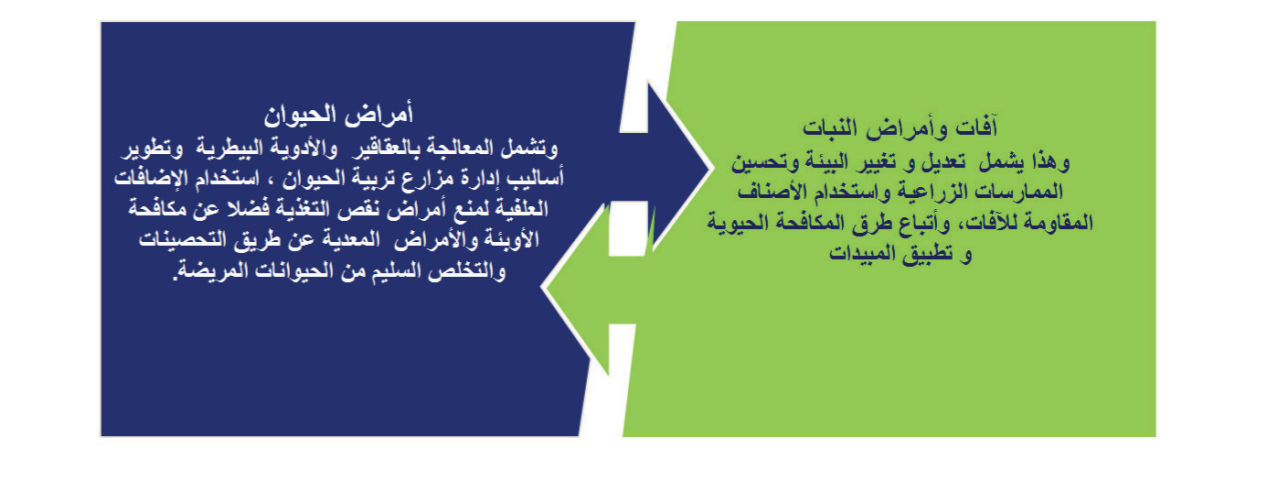 آفات وأمراض النبات
وهذا يشمل تعديل و تغيير البيئة وتحسين
الممارسات الزراعية واستخدام الأصناف
المقاومة للآفات، وأتباع طرق المكافحة الحيوية
و تطبيق المبيدات
أمراض الحيوان
وتشمل المعالجة بالعقاقير والأدوية البيطرية وتطوير
أساليب إدارة مزارع تربية الحيوان ، استخدام الإضافات
العلفية لمنع أمراض نقص التغذية فضلا عن مكافحة
الأوبئة والأمراض المعدية عن طريق التحصينات
والتخلص السليم من الحيوانات المريضة.